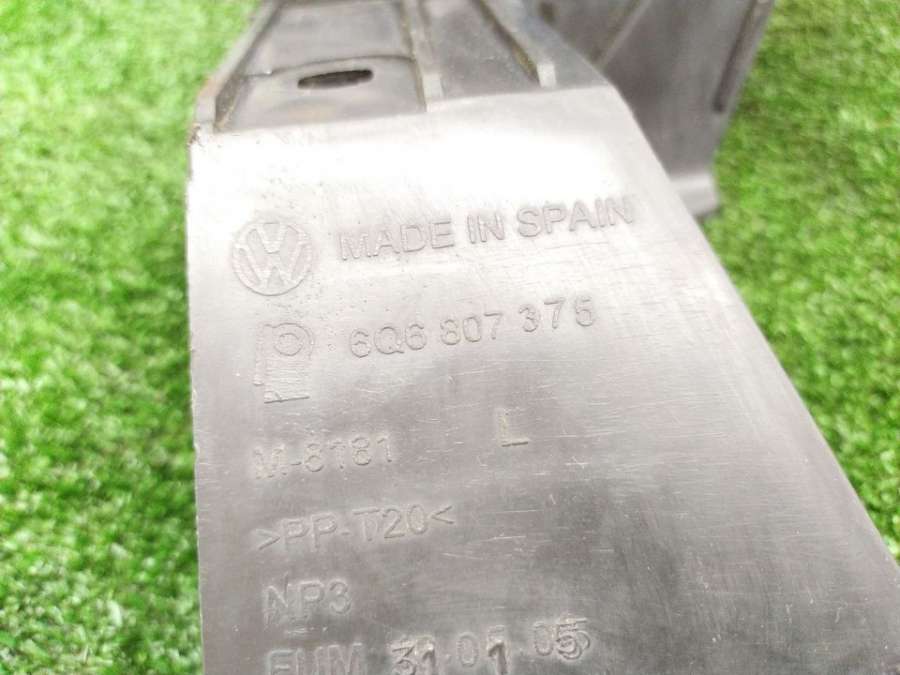 MADE IN SPAIN
6Q6 807 375
L
M-8181
>PP-T20<
NP3